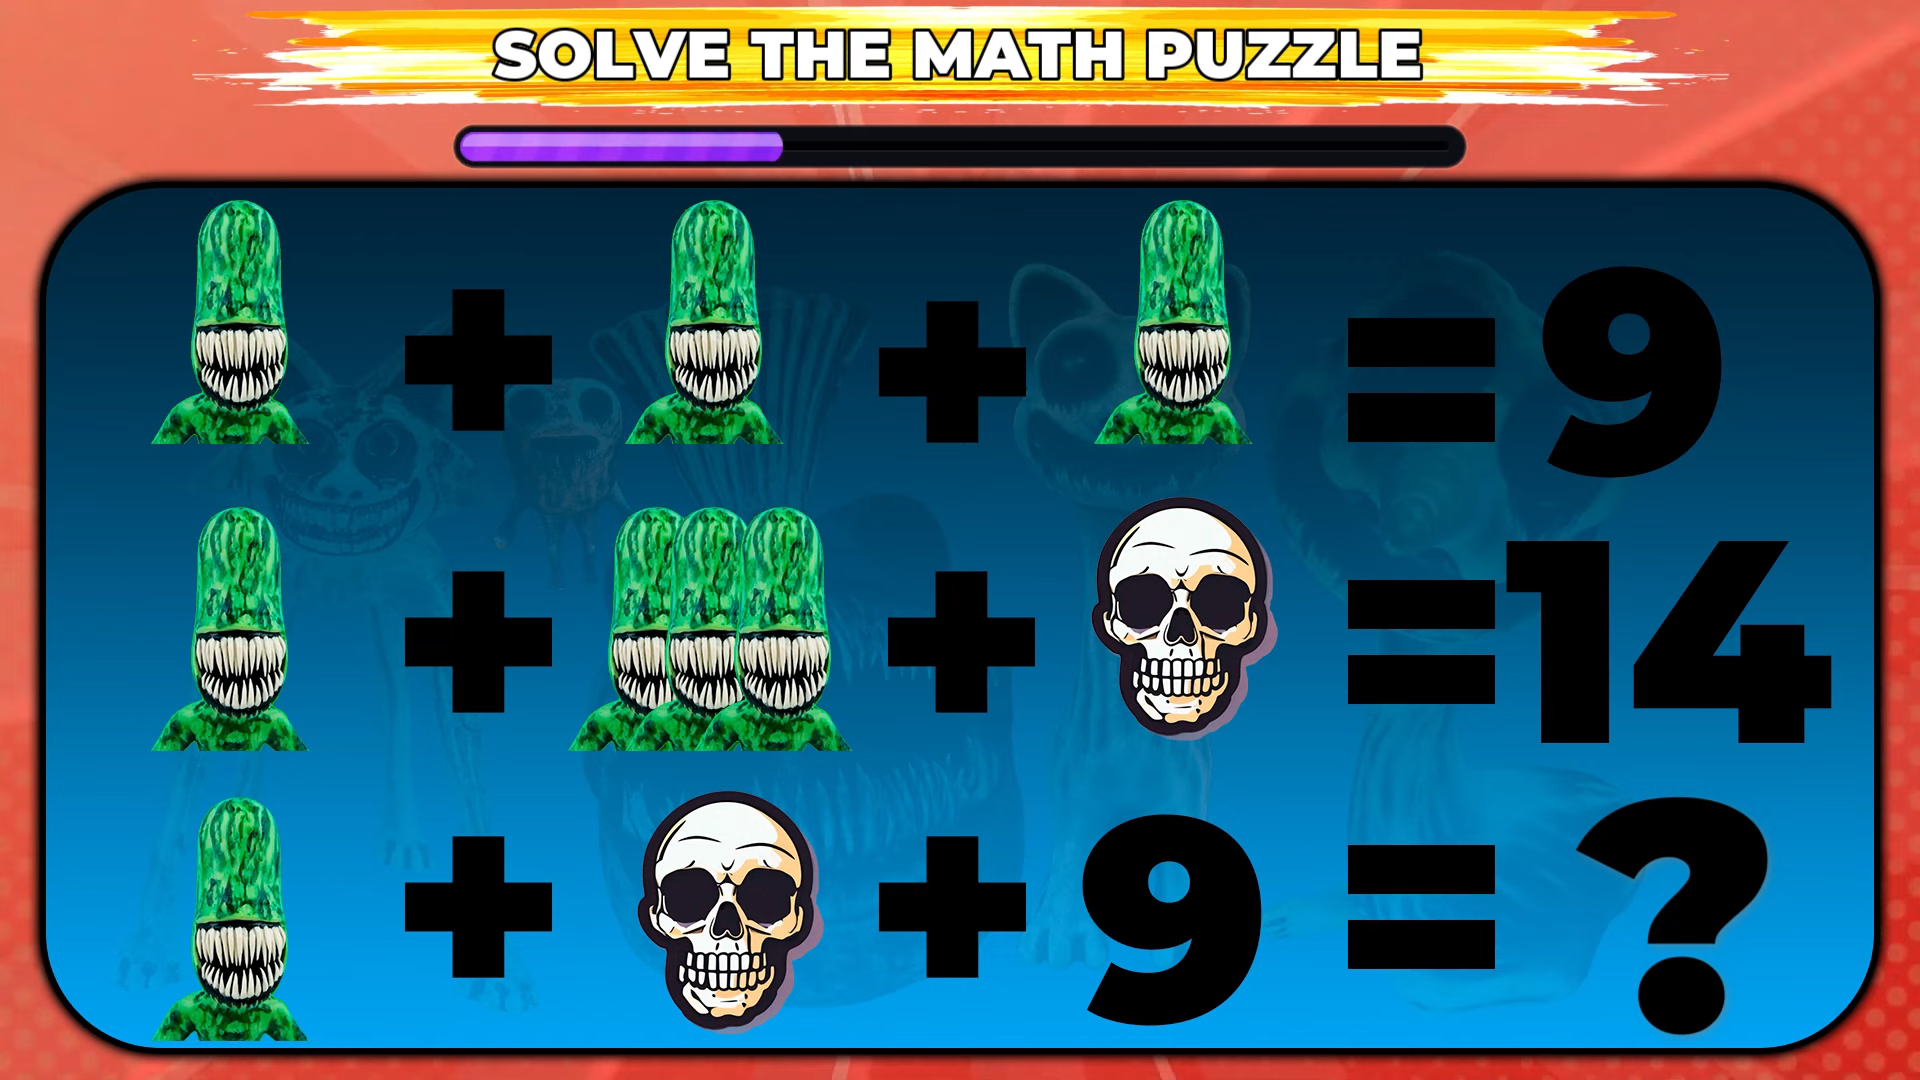 SOLVE THE MATH PUZZLE
+ + = 9
+ + = 14
+ + 9 = ?